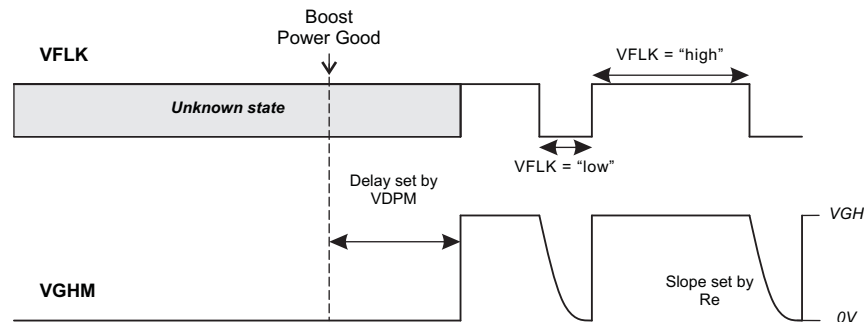 Boost
Power Good
VFLK
VFLK = “high”
Unknown state
VFLK = “low”
Delay set by
VDPM
VGH
VGHM
Slope set by
Re
0V